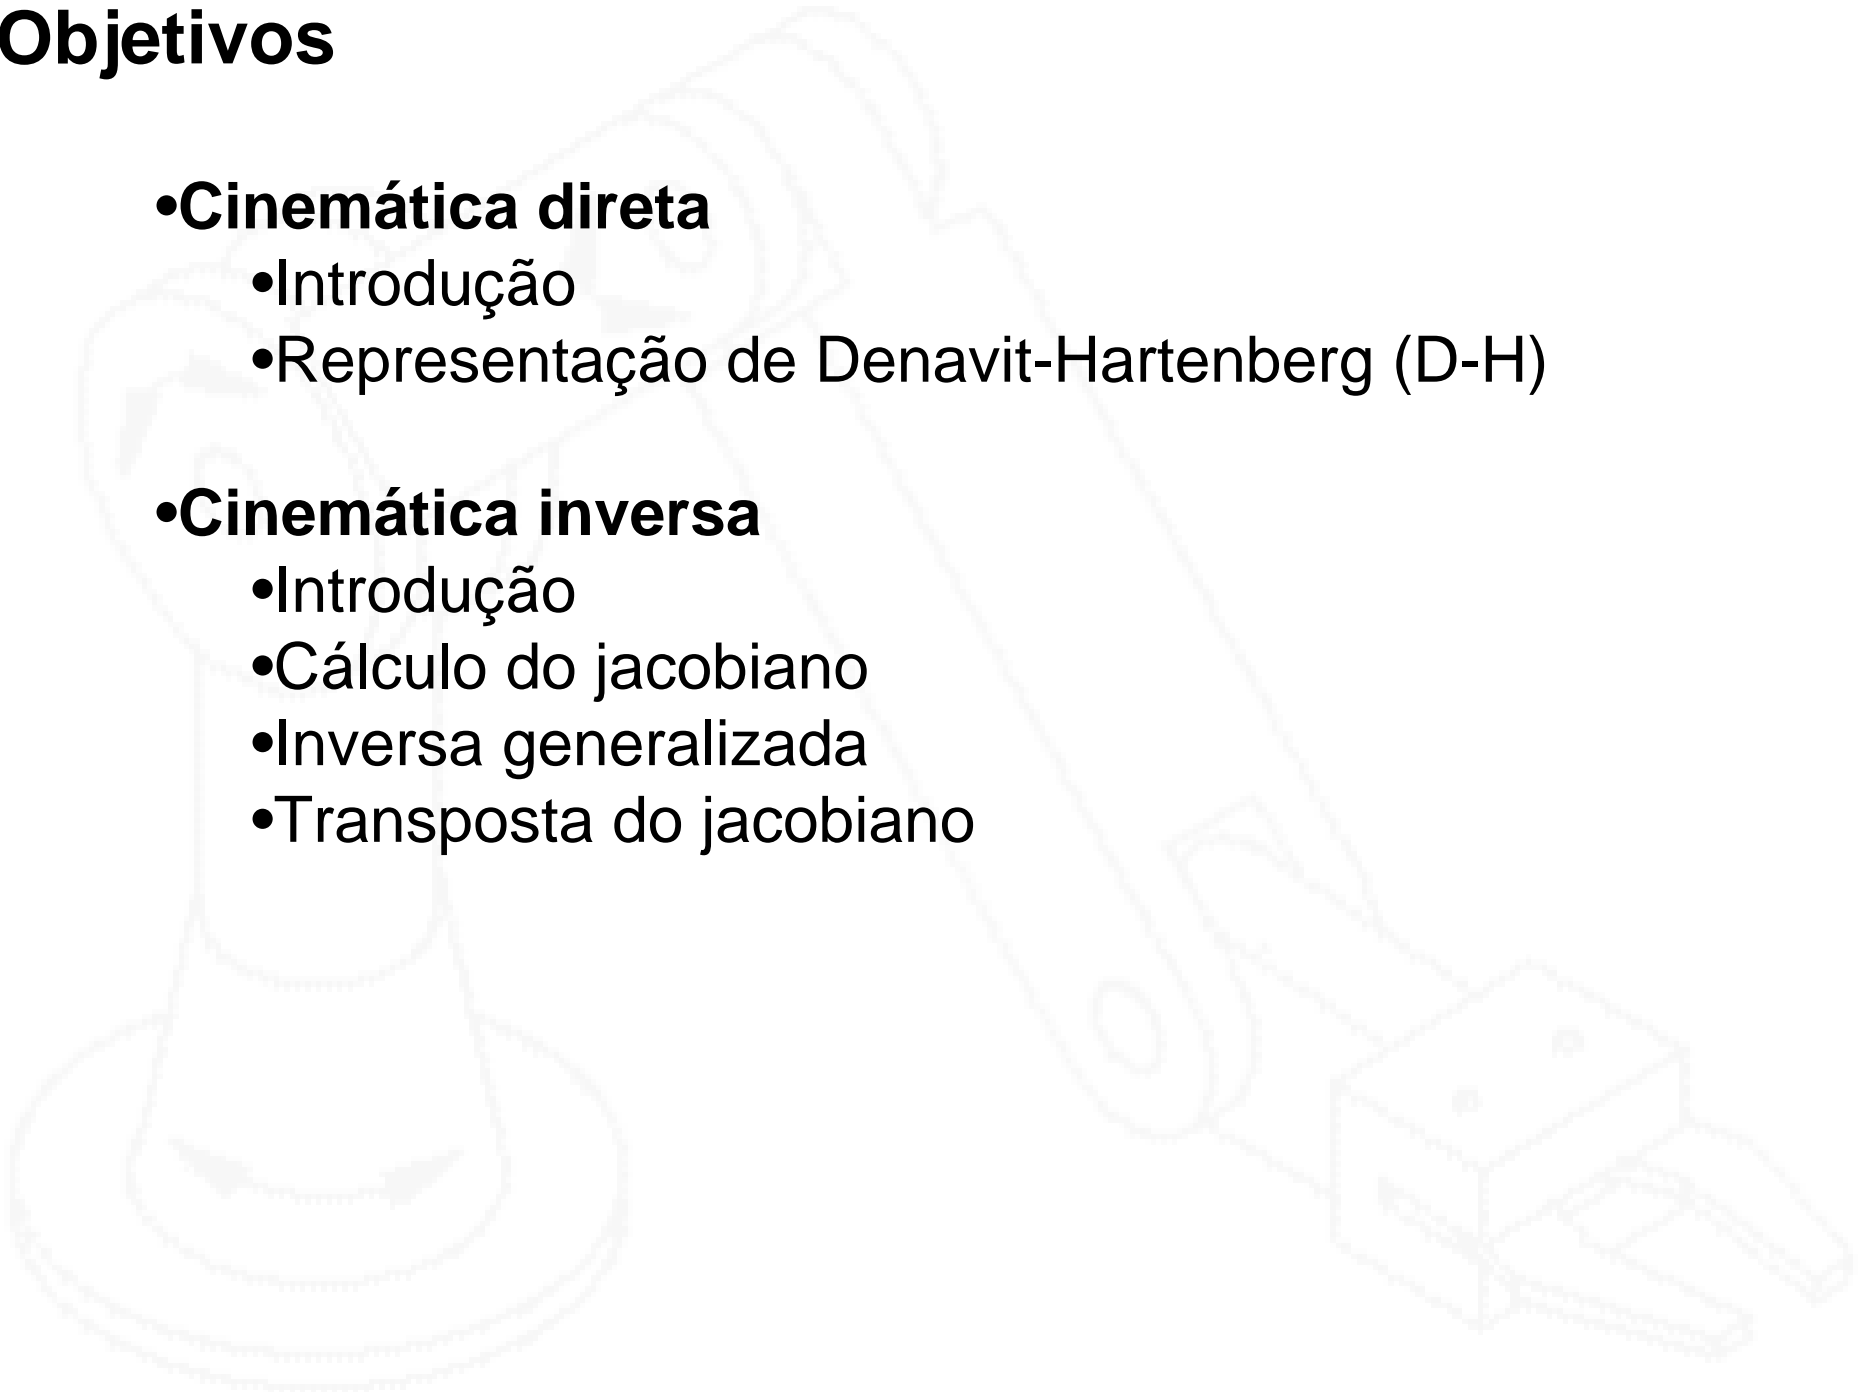 Objetivos
•Cinemática direta
•Introdução
•Representação de Denavit-Hartenberg (D-H)
•Cinemática inversa
•Introdução
•Cálculo do jacobiano
•Inversa generalizada
•Transposta do jacobiano